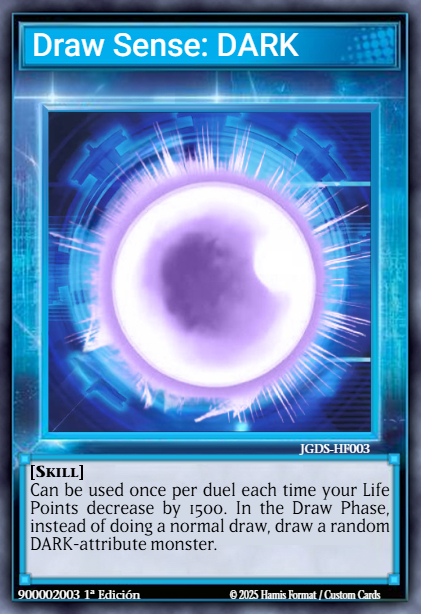 Draw Sense: DARK
JGDS-HF003
[SKILL]
Can be used once per duel each time your Life
Points decrease by 1500. In the Draw Phase,
instead of doing a normal draw, draw a random
DARK-attribute monster.
900002003 1ª Edición
© 2025 Hamis Format / Custom Cards